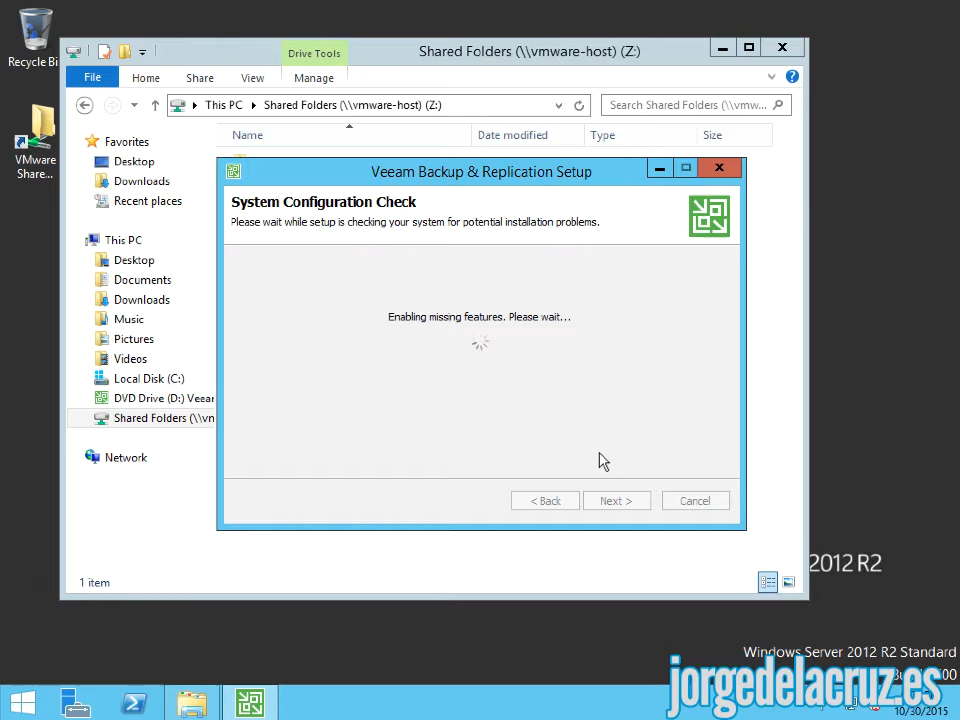 Recycle Bi
VMware
Share...
Drive Tools
Shared Folders (\\vmware-host) (Z:)
File
Home
Share
View
Manage
This PC
Shared Folders (\\vmware-host) (Z:)
Search Shared Folders (\\vmw...
Name
Date modified
Type
Size
Favorites
Desktop
Downloads
Recent places
This PC
Desktop
Documents
Downloads
Music
Pictures
Videos
Local Disk (C:)
DVD Drive (D:) Veear
Shared Folders (\\vn
Network
1 item
Veeam Backup & Replication Setup
System Configuration Check
Please wait while setup is checking your system for potential installation problems.
Enabling missing features. Please wait...
< Back
Next >
Cancel
2012 R2
Windows Server 2012 R2 Standard
jorgedelacruz.es
10/30/2015